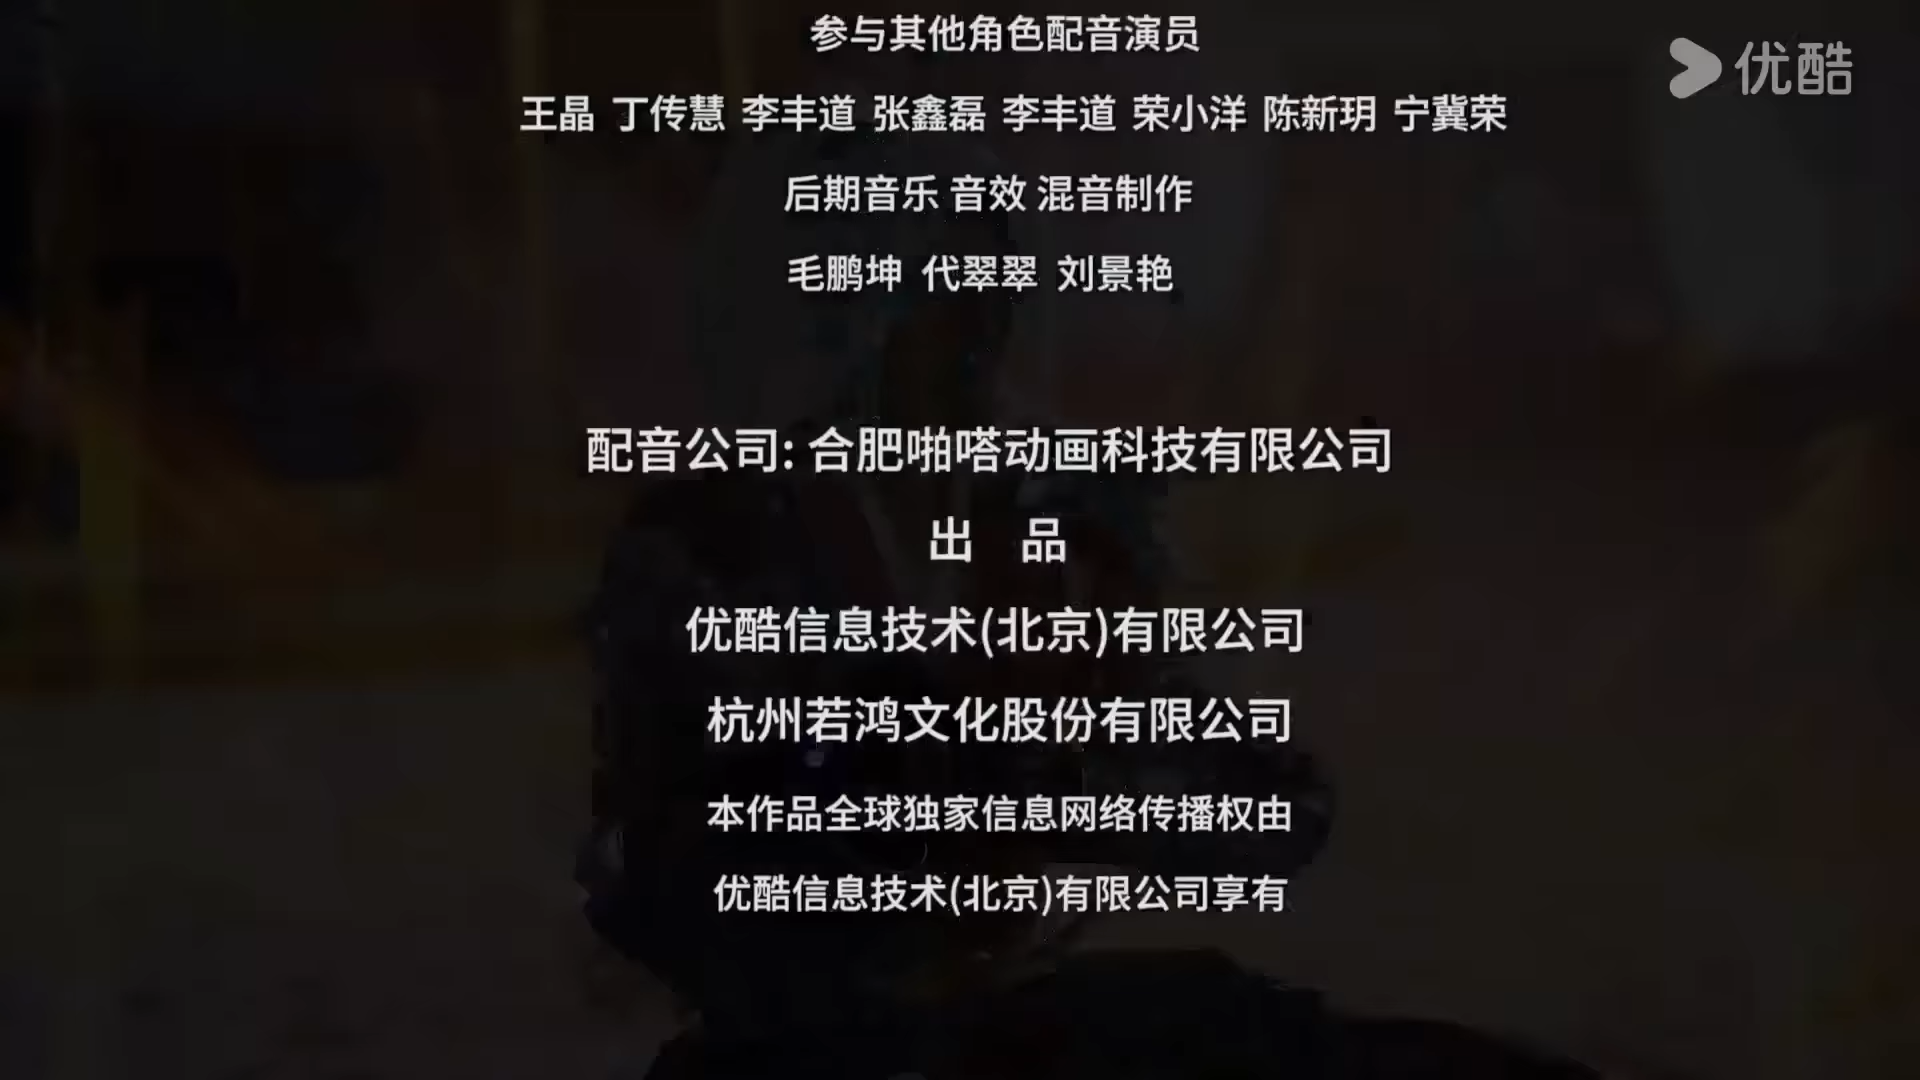 参与其他角色配音演员
优酷
王晶 丁传慧 李丰道 张鑫磊 李丰道 荣小洋 陈新玥 宁冀荣
后期音乐 音效 混音制作
毛鹏坤 代翠翠 刘景艳
配音公司: 合肥啪嗒动画科技有限公司
出 品
优酷信息技术(北京)有限公司
杭州若鸿文化股份有限公司
本作品全球独家信息网络传播权由
优酷信息技术(北京)有限公司享有